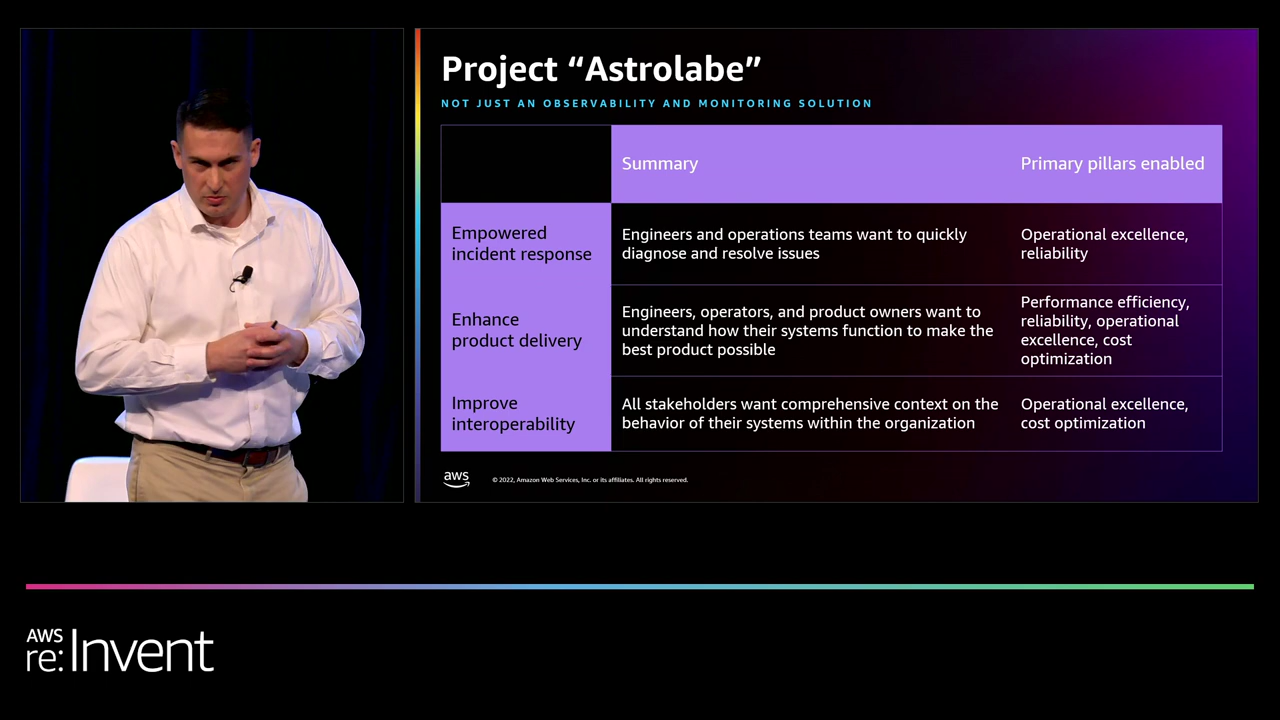 Project “Astrolabe”
NOT JUST AN OBSERVABILITY AND MONITORING SOLUTION
Summary
Primary pillars enabled
Empowered
incident response
Engineers and operations teams want to quickly
diagnose and resolve issues
Operational excellence,
reliability
Enhance
product delivery
Engineers, operators, and product owners want to
understand how their systems function to make the
best product possible
Performance efficiency,
reliability, operational
excellence, cost
optimization
Improve
interoperability
All stakeholders want comprehensive context on the
behavior of their systems within the organization
Operational excellence,
cost optimization
aws
© 2022, Amazon Web Services, Inc. or its affiliates. All rights reserved.
AWS
re:Invent